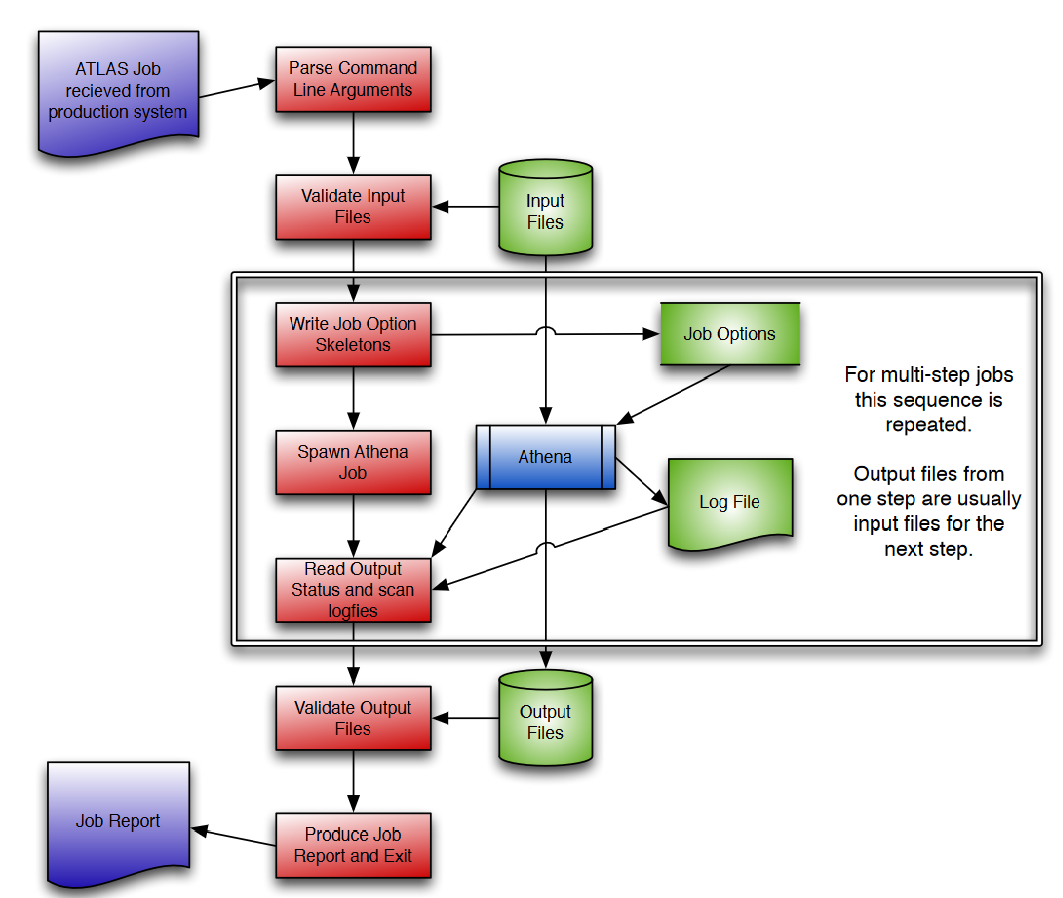 ATLAS Job
recieved from
production system
Parse Command
Line Arguments
Validate Input
Files
Input
Files
Write Job Option
Skeletons
Job Options
For multi-step jobs
this sequence is
repeated.
Spawn Athena
Job
Athena
Log File
Output files from
one step are usually
input files for the
next step.
Read Output
Status and scan
logfies
Validate Output
Files
Output
Files
Job Report
Produce Job
Report and Exit